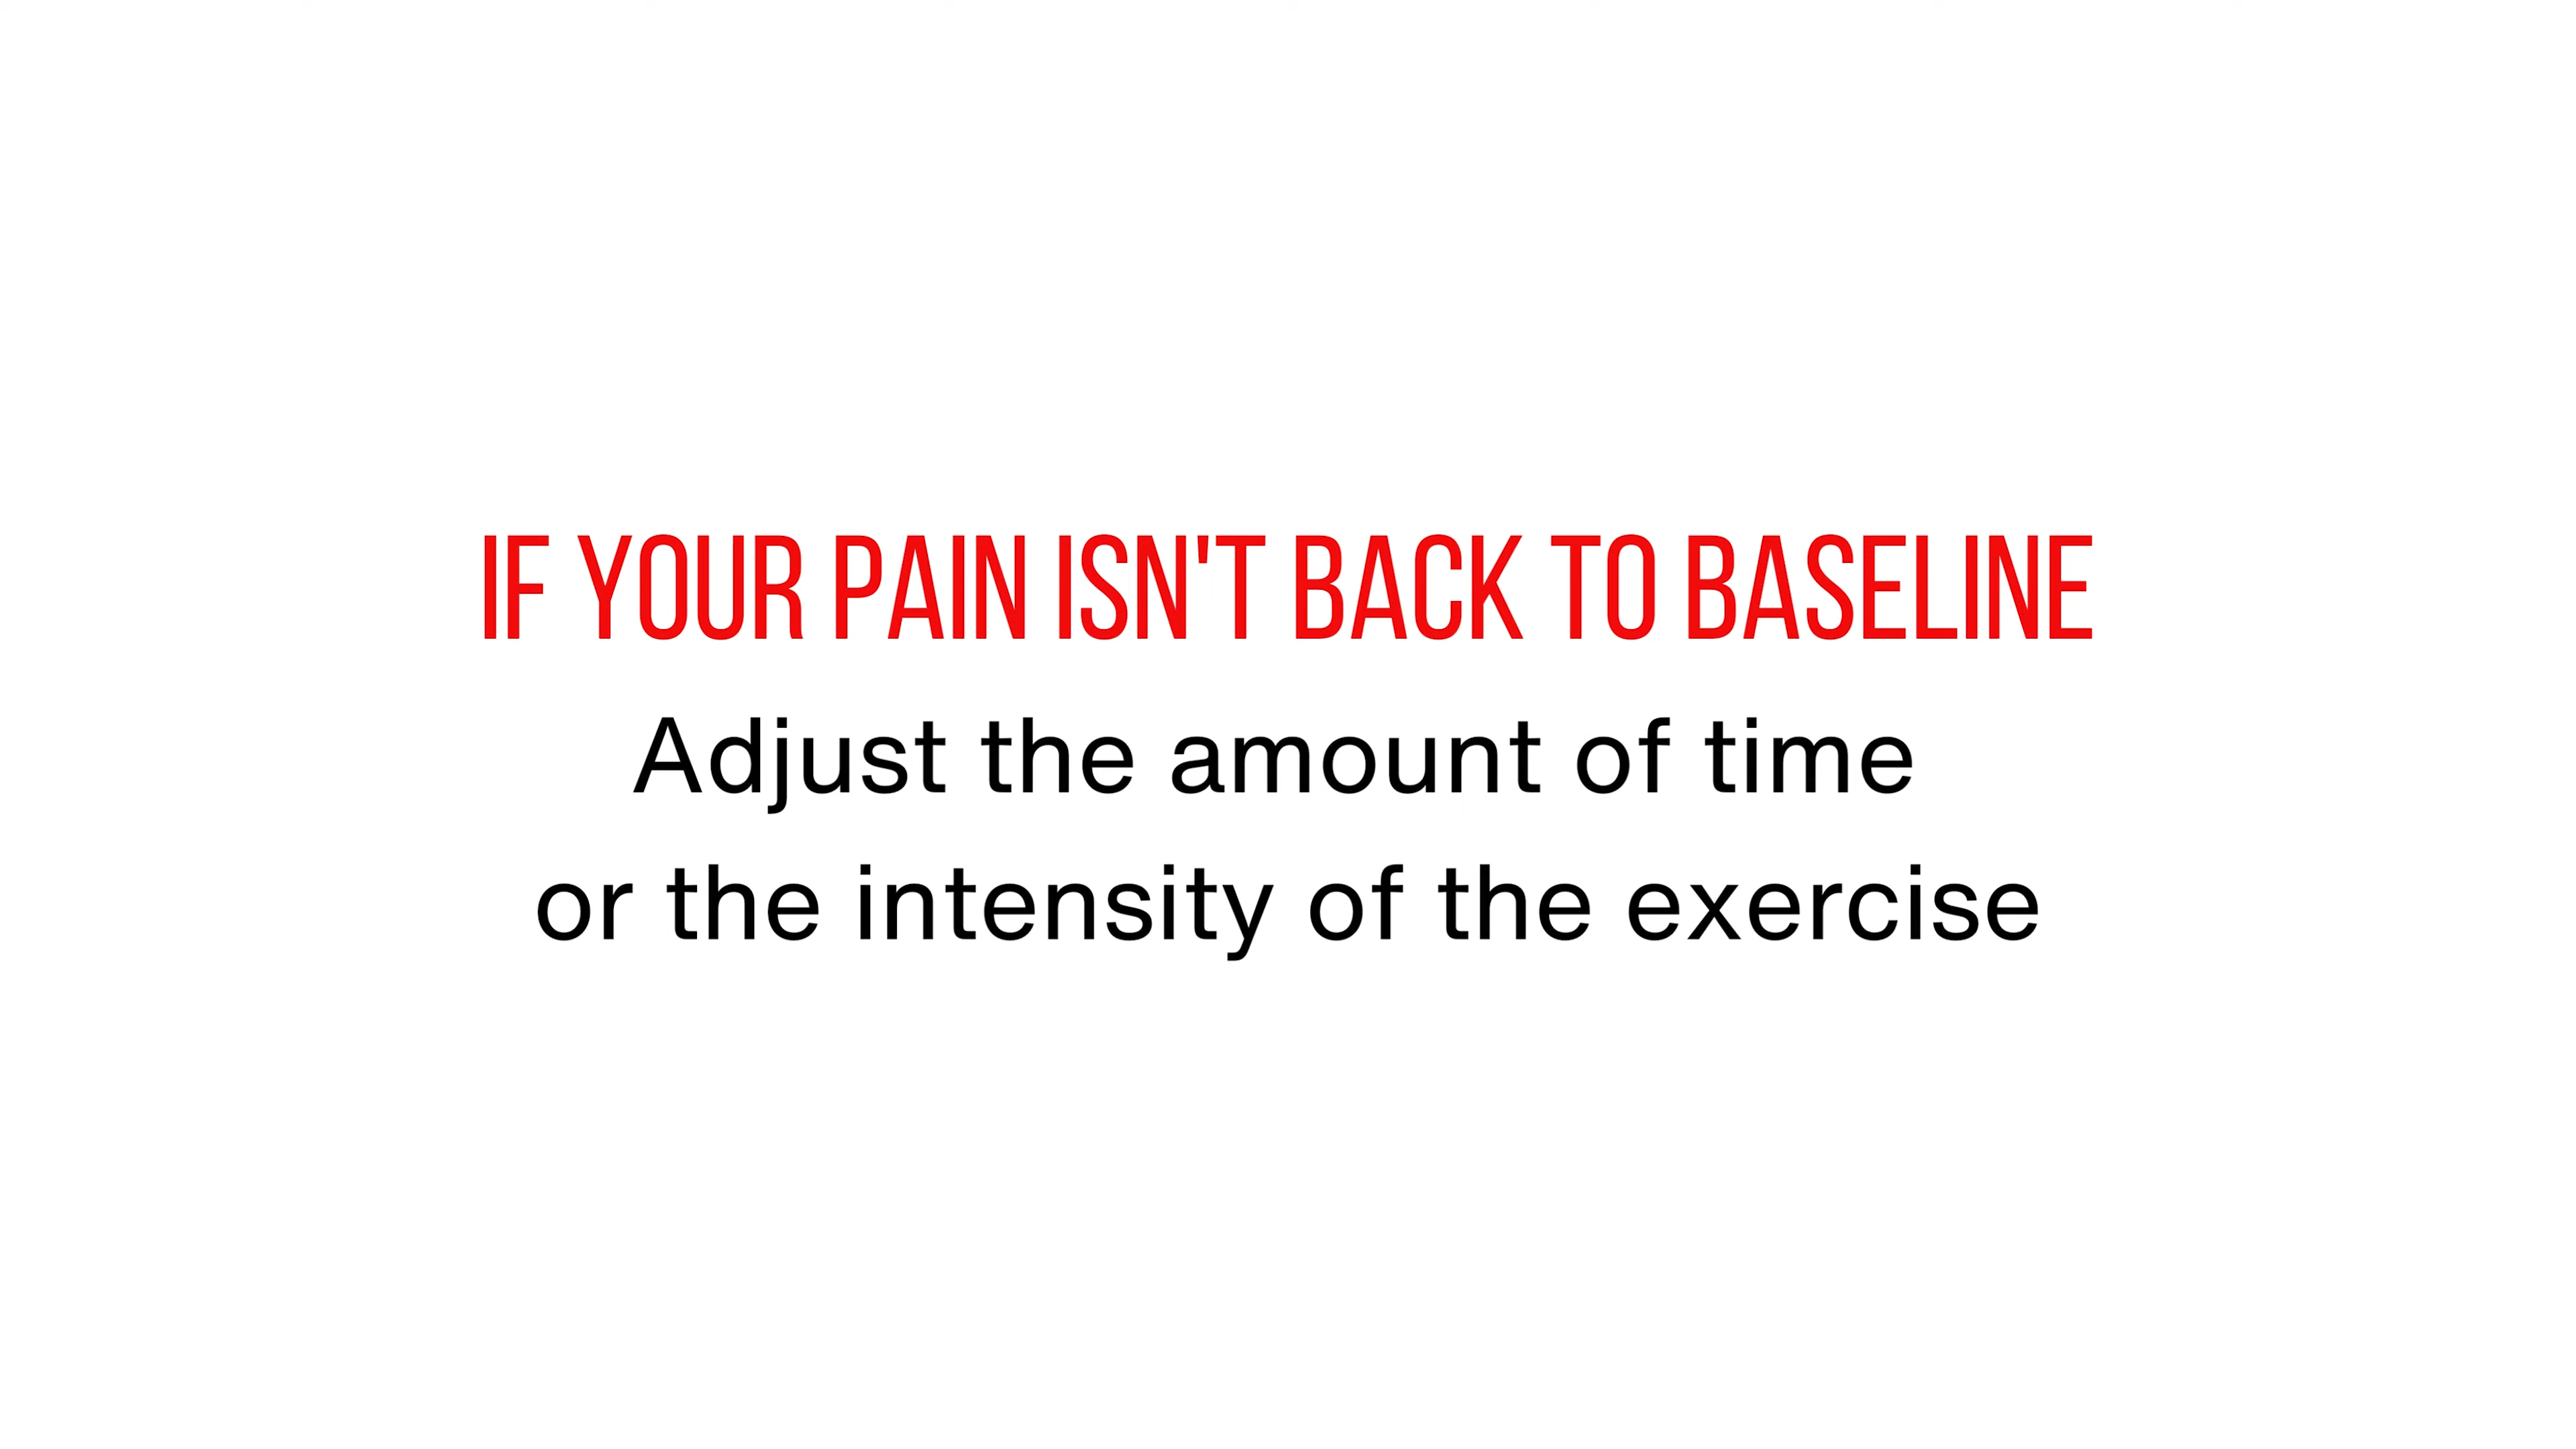 IF YOUR PAIN ISN'T BACK TO BASELINE
Adjust the amount of time
or the intensity of the exercise